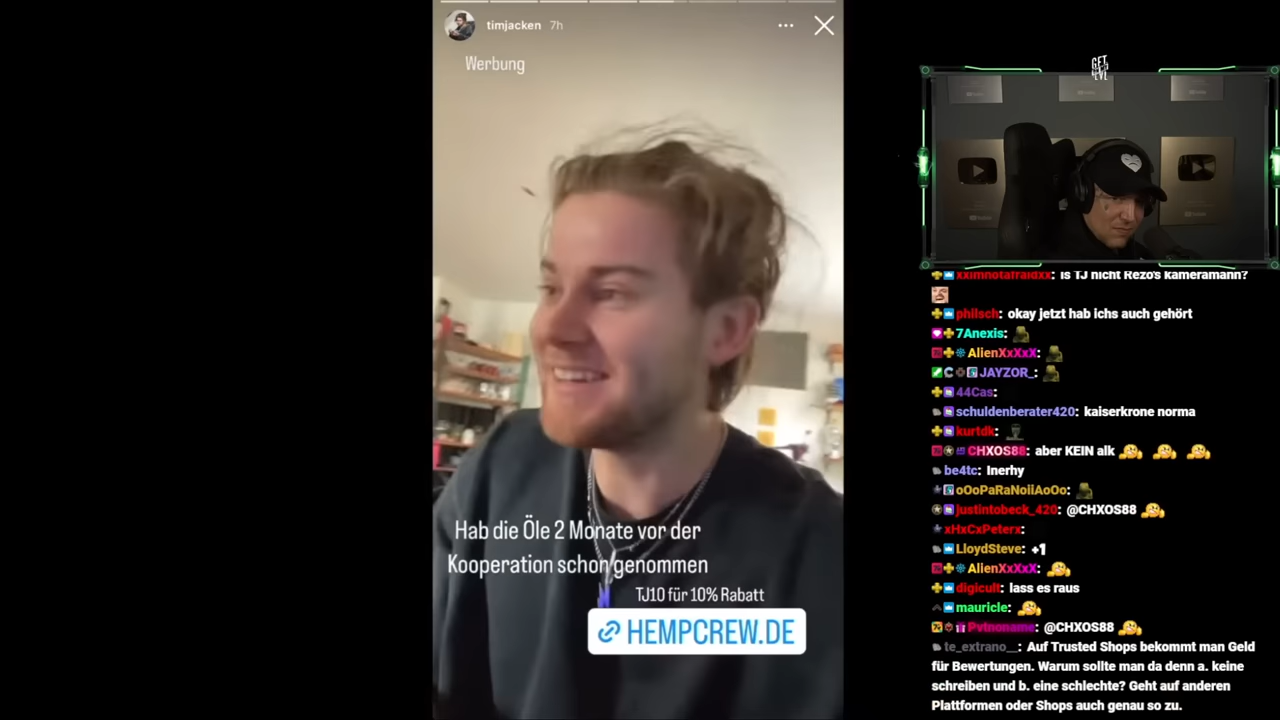 timjacken 7h
Werbung
Hab die Öle 2 Monate vor der
Kooperation schon genommen
TJ10 für 10% Rabatt
HEMPCREW.DE
xximnotafraidxx: Is TJ nicht Rezo's Kameramann?
philsch: okay jetzt hab ichs auch gehört
7Anexis:
AlienXxXxX:
JAYZOR_:
44Cas:
schuldenberater420: kaiserkrone norma
kurtdk:
CHXOS88: aber KEIN alk
be4tc: Inerhy
oOoPaRaNoiiAoOo:
justintobeck_420: @CHXOS88
xHxCxPeterx:
LloydSteve: +1
AlienXxXxX:
digicult: lass es raus
mauricle:
Pvtnoname: @CHXOS88
te_extrano__: Auf Trusted Shops bekommt man Geld
für Bewertungen. Warum sollte man da denn a. keine
schreiben und b. eine schlechte? Geht auf anderen
Plattformen oder Shops auch genau so zu.